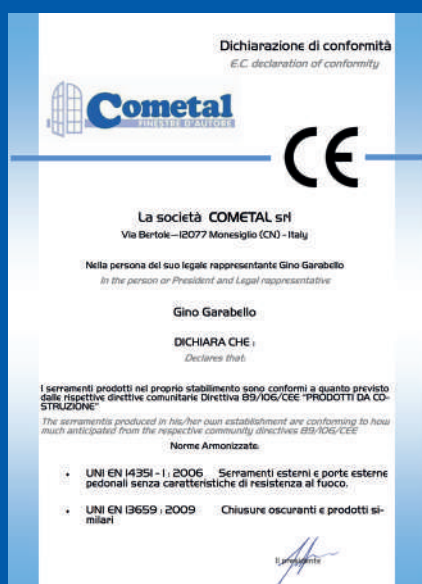 Dichiarazione di conformità
E.C. declaration of conformity
Cometal
FINESTRE D'AUTORE
CE
La società COMETAL srl
Via Bertole-12077 Monesiglio (CN) - Italy
Nella persona del suo legale rappresentante Gino Garabello
In the person or President and Legal rappresentative
Gino Garabello
DICHIARA CHE :
Declares that:
I serramenti prodotti nel proprio stabilimento sono conformi a quanto previsto
dalle rispettive direttive comunitarie Direttiva 89/106/CEE "PRODOTTI DA CO-
STRUZIONE"
The serramentis produced in his/her own establishment are conforming to how
much anticipated from the respective community directives 89/106/CEE
Norme Armonizzate:
• UNI EN 14351 - 1 : 2006 Serramenti esterni e porte esterne
pedonali senza caratteristiche di resistenza al fuoco.
• UNI EN 13659 : 2009 Chiusure oscuranti e prodotti si-
milari
Il presidente